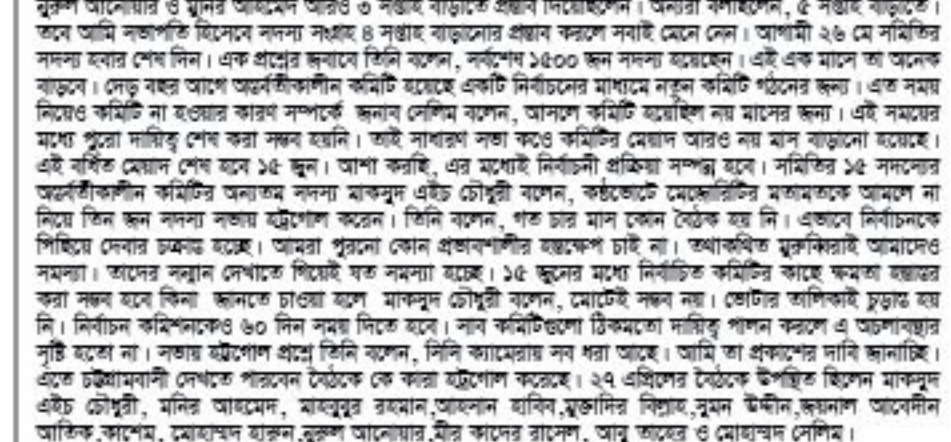 নুরুল আনোয়ার ও মুনির আহমেদ আরও ৩ সপ্তাহ বাড়াতে প্রস্তাব দিয়েছিলেন। অন্যরা বলছিলেন, ৫ সপ্তাহ বাড়াতে।
তবে আমি সভাপতি হিসেবে সদস্য সংগ্রহ ৪ সপ্তাহ বাড়ানোর প্রস্তাব করলে সবাই মেনে নেন। আগামী ২৬ মে সমিতির
সদস্য হবার শেষ দিন। এক প্রশ্নের জবাবে তিনি বলেন, সর্বশেষ ১৫০০ জন সদস্য হয়েছেন। এই এক মাসে তা অনেক
বাড়বে। দেড় বছর আগে অন্তর্বর্তীকালীন কমিটি হয়েছে একটি নির্বাচনের মাধ্যমে নতুন কমিটি গঠনের জন্য। এত সময়
নিয়েও কমিটি না হওয়ার কারণ সম্পর্কে জনাব সেলিম বলেন, আসলে কমিটি হয়েছিল নয় মাসের জন্য। এই সময়ের
মধ্যে পুরো দায়িত্ব শেষ করা সম্ভব হয়নি। তাই সাধারণ সভা কওে কমিটির মেয়াদ আরও নয় মাস বাড়ানো হয়েছে।
এই বর্ধিত মেয়াদ শেষ হবে ১৫ জুন। আশা করছি, এর মধ্যেই নির্বাচনী প্রক্রিয়া সম্পন্ন হবে। সমিতির ১৫ সদস্যের
অন্তর্বর্তীকালীন কমিটির অন্যতম সদস্য মাকসুদ এইচ চৌধুরী বলেন, কন্ঠভোটে মেজোরিটির মতামতকে আমলে না
নিয়ে তিন জন সদস্য সভায় হট্রগোল করেন। তিনি বলেন, গত চার মাস কোন বৈঠক হয় নি। এভাবে নির্বাচনকে
পিছিয়ে দেবার চক্রান্ত হচ্ছে। আমরা পুরনো কোন প্রভাবশালীর হস্তক্ষেপ চাই না। তথাকথিত মুরুব্বিরাই আমাদেও
সমস্যা। তাদের সন্মান দেখাতে গিয়েই যত সমস্যা হচ্ছে। ১৫ জুনের মধ্যে নির্বাচিত কমিটির কাছে ক্ষমতা হস্তান্তর
করা সম্ভব হবে কিনা জানতে চাওয়া হলে মাকসুদ চৌধুরী বলেন, মোটেই সম্ভব নয়। ভোটার তালিকাই চুড়ান্ত হয়
নি। নির্বাচন কমিশনকেও ৬০ দিন সময় দিতে হবে। সাব কমিটিগুলো ঠিকমতো দায়িত্ব পালন করলে এ অচলাবস্থার
সৃষ্টি হতো না। সভায় হট্টগোল প্রশ্নে তিনি বলেন, সিসি ক্যামেরায় সব ধরা আছে। আমি তা প্রকাশের দাবি জানাচ্ছি।
এতে চট্টগ্রামবাসী দেখতে পারবেন বৈঠকে কে কারা হট্রগোল করেছে। ২৭ এপ্রিলের বৈঠকে উপস্থিত ছিলেন মাকসুদ
এইচ চৌধুরী, মনির আহমেদ, মাহবুবুর রহমান,আহসান হাবিব,মুক্তাদির বিল্লাহ,সুমন উদ্দীন,জয়নাল আবেদীন
আতিক,কাশেম, মোহাম্মদ হারুন,নুরুল আনোয়ার,মীর কাদের রাসেল, আবু তাহের ও মোহাম্মদ সেলিম।